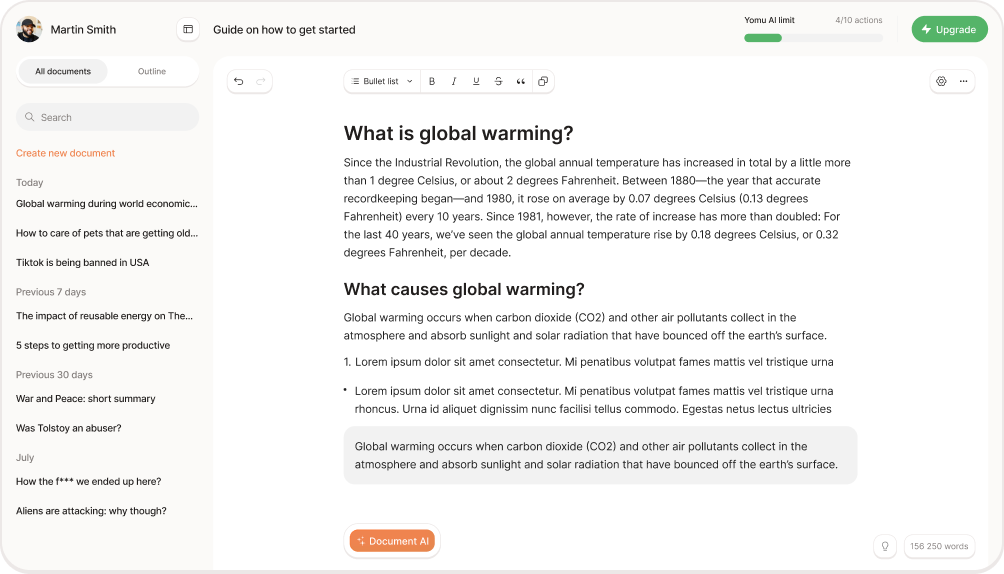 Martin Smith
Guide on how to get started
Yomu AI limit
4/10 actions
Upgrade
All documents
Outline
Search
Create new document
Today
Global warming during world economic...
How to care of pets that are getting old...
Tiktok is being banned in USA
Previous 7 days
The impact of reusable energy on The...
5 steps to getting more productive
Previous 30 days
War and Peace: short summary
Was Tolstoy an abuser?
July
How the f*** we ended up here?
Aliens are attacking: why though?
Bullet list
B I U S
What is global warming?
Since the Industrial Revolution, the global annual temperature has increased in total by a little more
than 1 degree Celsius, or about 2 degrees Fahrenheit. Between 1880—the year that accurate
recordkeeping began—and 1980, it rose on average by 0.07 degrees Celsius (0.13 degrees
Fahrenheit) every 10 years. Since 1981, however, the rate of increase has more than doubled: For
the last 40 years, we've seen the global annual temperature rise by 0.18 degrees Celsius, or 0.32
degrees Fahrenheit, per decade.
What causes global warming?
Global warming occurs when carbon dioxide (CO2) and other air pollutants collect in the
atmosphere and absorb sunlight and solar radiation that have bounced off the earth's surface.
1. Lorem ipsum dolor sit amet consectetur. Mi penatibus volutpat fames mattis vel tristique urna
• Lorem ipsum dolor sit amet consectetur. Mi penatibus volutpat fames mattis vel tristique urna
rhoncus. Urna id aliquet dignissim nunc facilisi tellus commodo. Egestas netus lectus ultricies
Global warming occurs when carbon dioxide (CO2) and other air pollutants collect in the
atmosphere and absorb sunlight and solar radiation that have bounced off the earth's surface.
Document AI
156 250 words